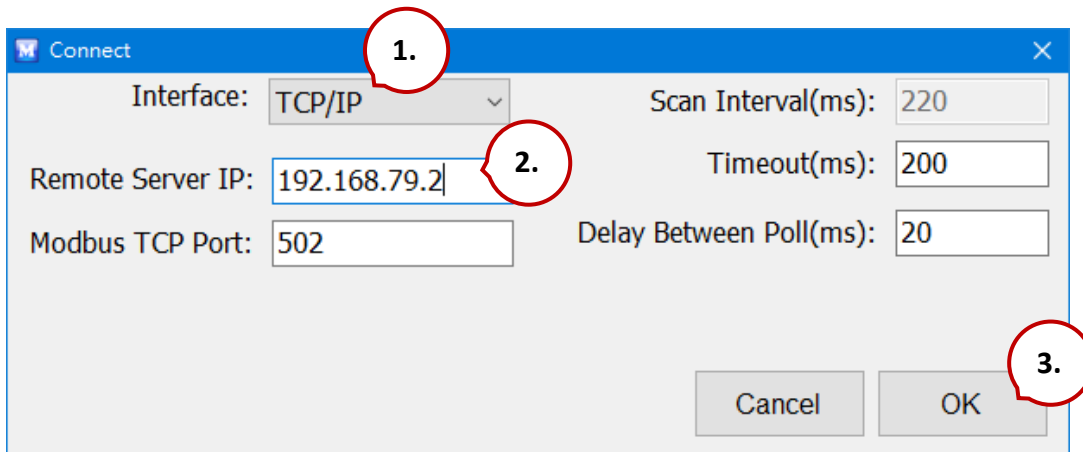 Connect
1.
Interface: TCP/IP
Scan Interval(ms): 220
Remote Server IP: 192.168.79.2
2.
Timeout(ms): 200
Modbus TCP Port: 502
Delay Between Poll(ms): 20
3.
Cancel
OK